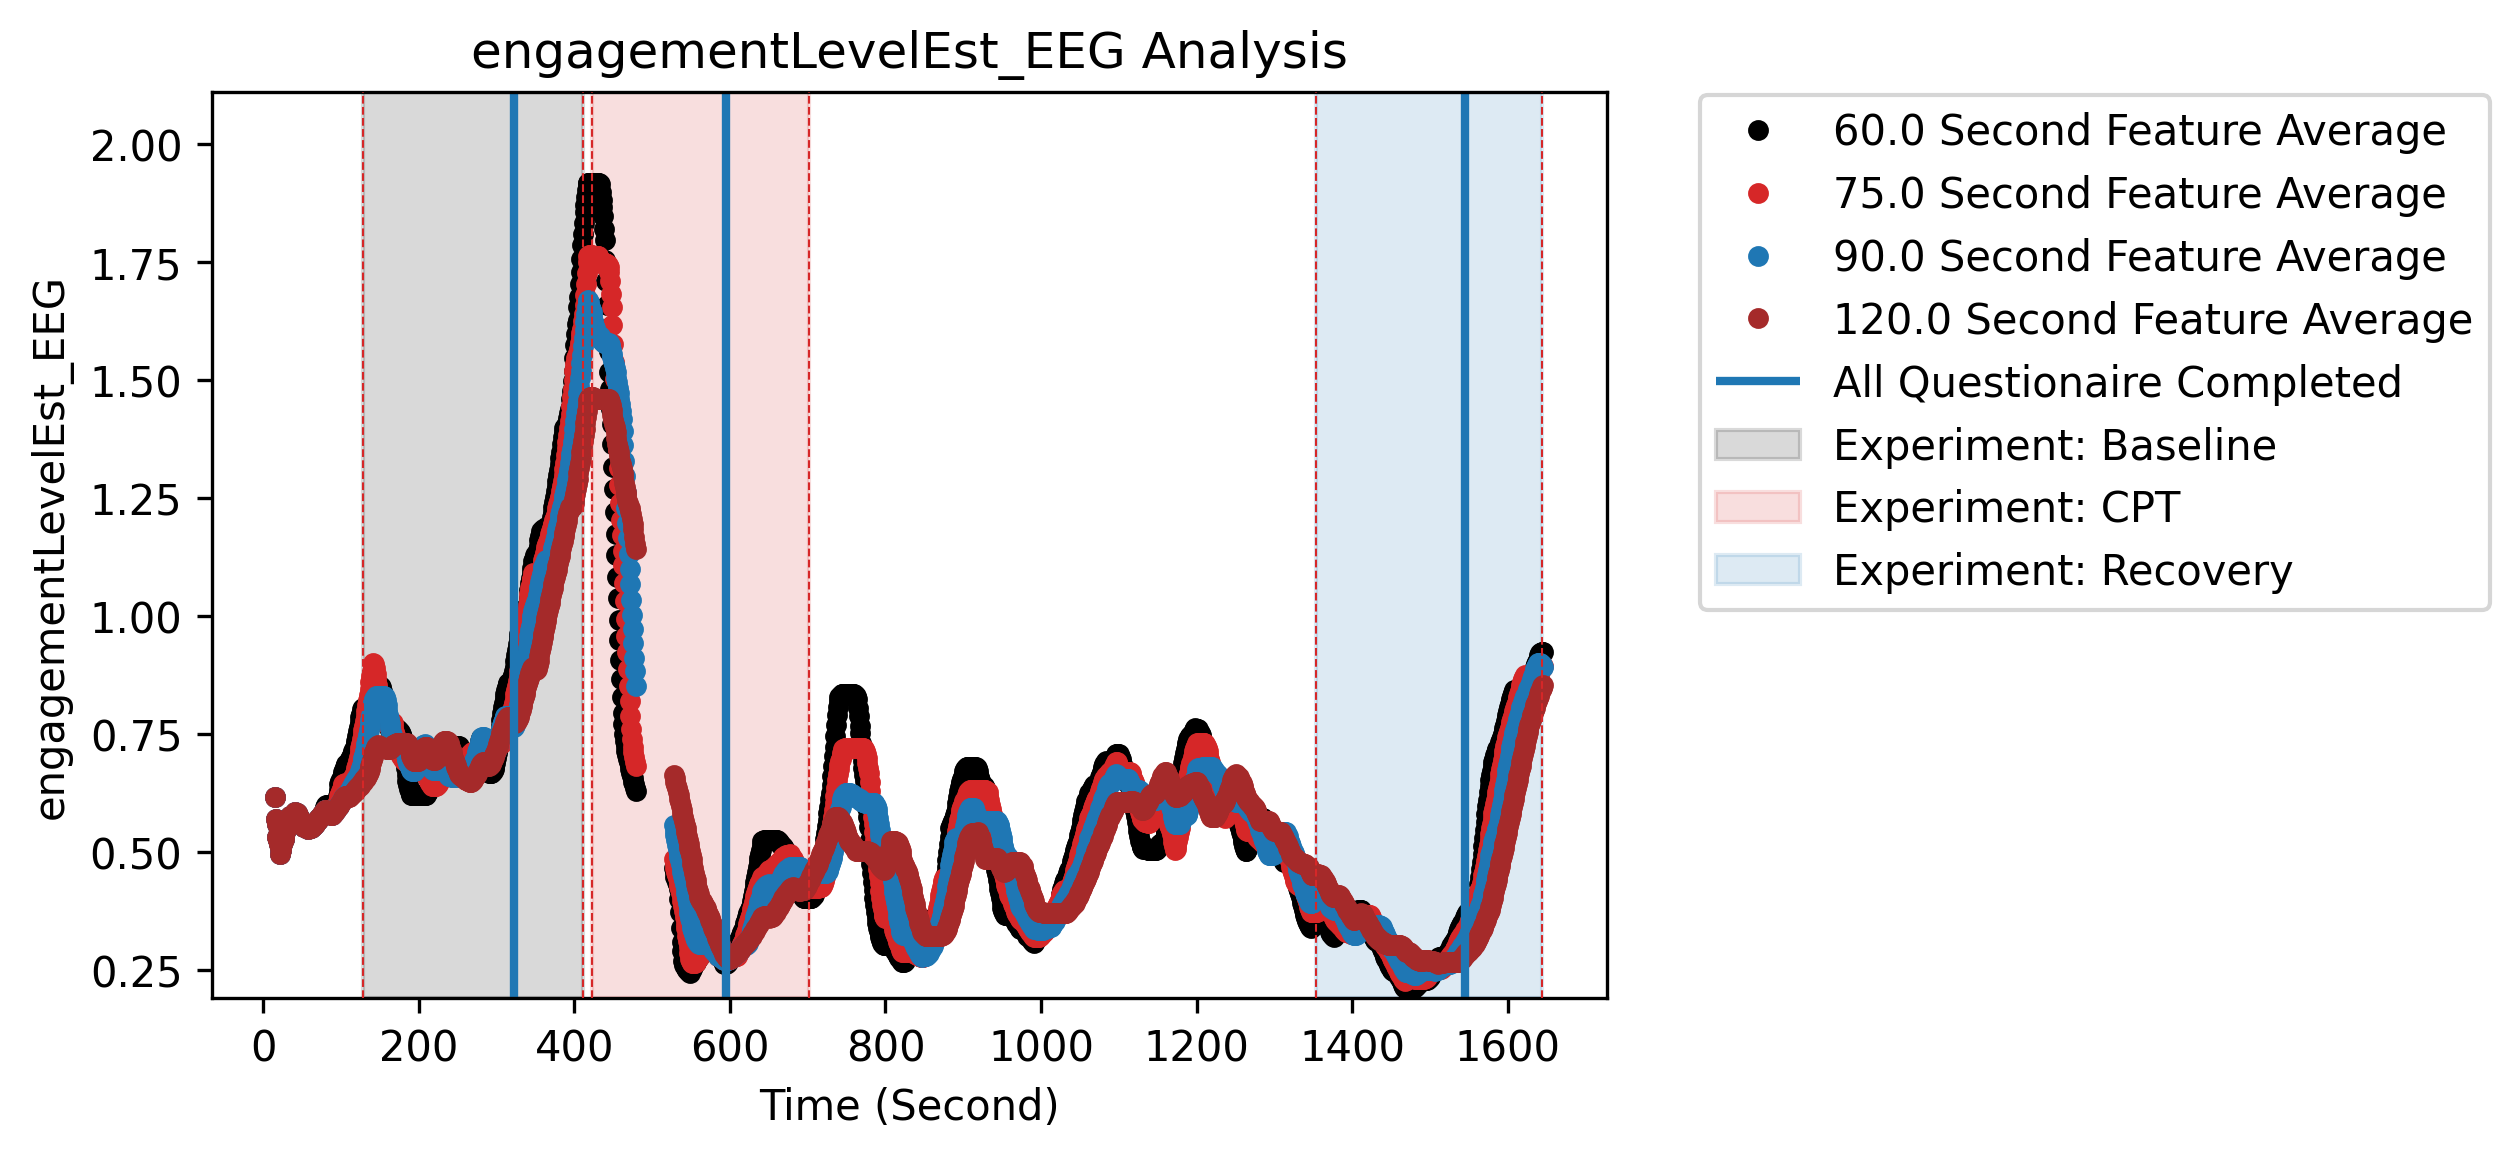 engagementLevelEst_EEG Analysis
engagementLevelEst_EEG
2.00
1.75
1.50
1.25
1.00
0.75
0.50
0.25
0 200 400 600 800 1000 1200 1400 1600
Time (Second)
60.0 Second Feature Average
75.0 Second Feature Average
90.0 Second Feature Average
120.0 Second Feature Average
All Questionaire Completed
Experiment: Baseline
Experiment: CPT
Experiment: Recovery